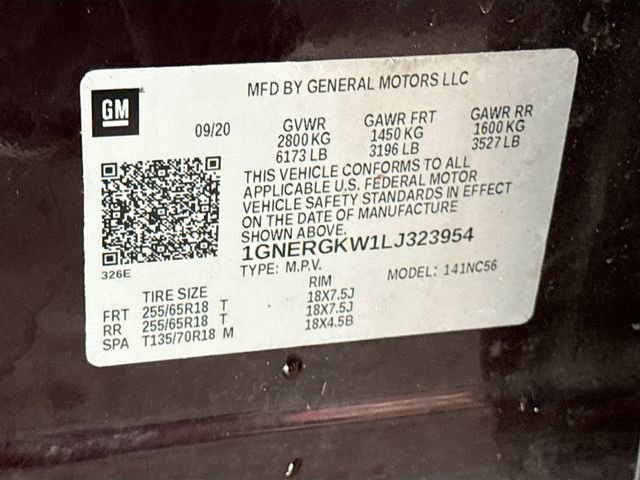 MFD BY GENERAL MOTORS LLC
GM
09/20
GVWR
2800 KG
6173 LB
GAWR FRT
1450 KG
3196 LB
GAWR RR
1600 KG
3527 LB
THIS VEHICLE CONFORMS TO ALL
APPLICABLE U.S. FEDERAL MOTOR
VEHICLE SAFETY STANDARDS IN EFFECT
ON THE DATE OF MANUFACTURE
SHOWN ABOVE.
1GNERGKW1LJ323954
TYPE: M.P.V. MODEL: 141NC56
326E
TIRE SIZE RIM
FRT 255/65R18 T 18X7.5J
RR 255/65R18 T 18X7.5J
SPA T135/70R18 M 18X4.5B